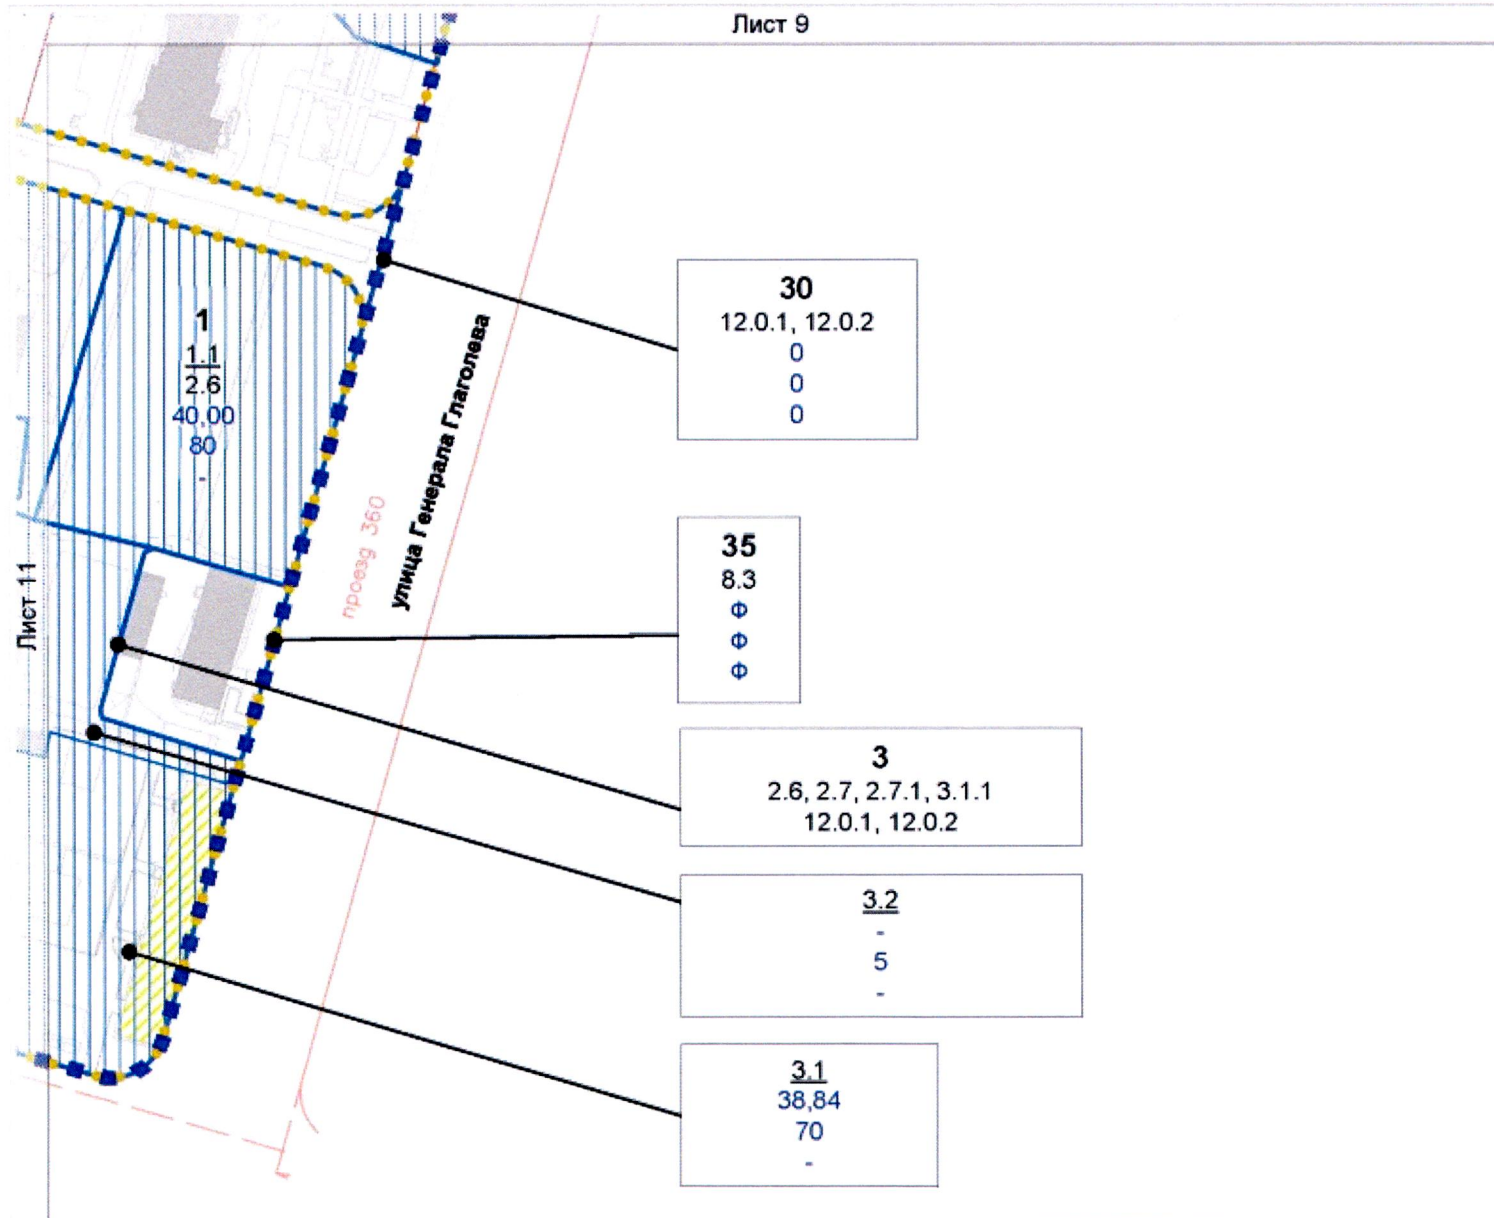 Лист 9
30
12.0.1, 12.0.2
0
0
0
1
1.1
2.6
40,00
80
-
улица Генерала Глаголева
проезд 360
35
8.3
Ф
Ф
Ф
Лист 11
3
2.6, 2.7, 2.7.1, 3.1.1
12.0.1, 12.0.2
3.2
-
5
-
3.1
38,84
70
-